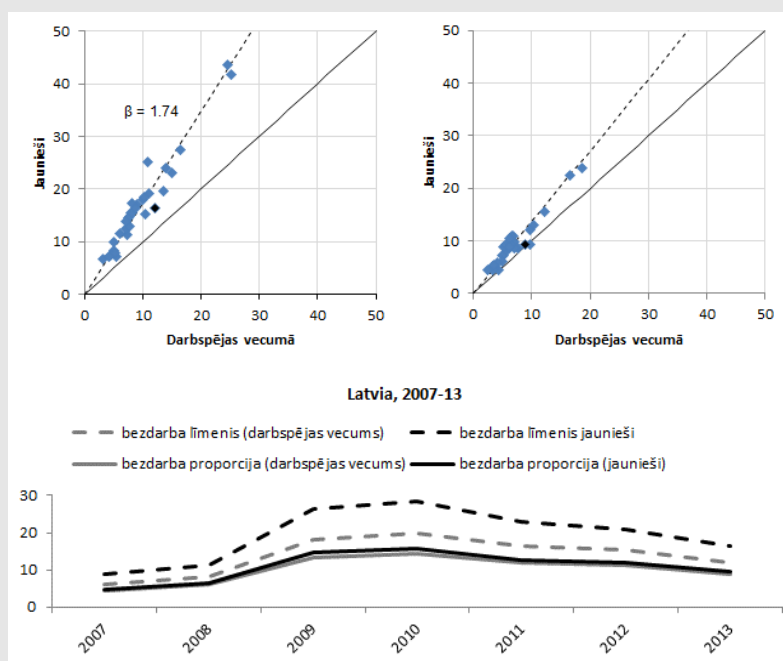 50
40
30
20
10
0
β = 1.74
Jaunieši
0 10 20 30 40 50
Darbspējas vecumā
50
40
30
20
10
0
Jaunieši
0 10 20 30 40 50
Darbspējas vecumā
Latvia, 2007-13
bezdarba līmenis (darbspējas vecums) bezdarba līmenis jaunieši
bezdarba proporcija (darbspējas vecums) bezdarba proporcija (jaunieši)
30
20
10
0
2007 2008 2009 2010 2011 2012 2013